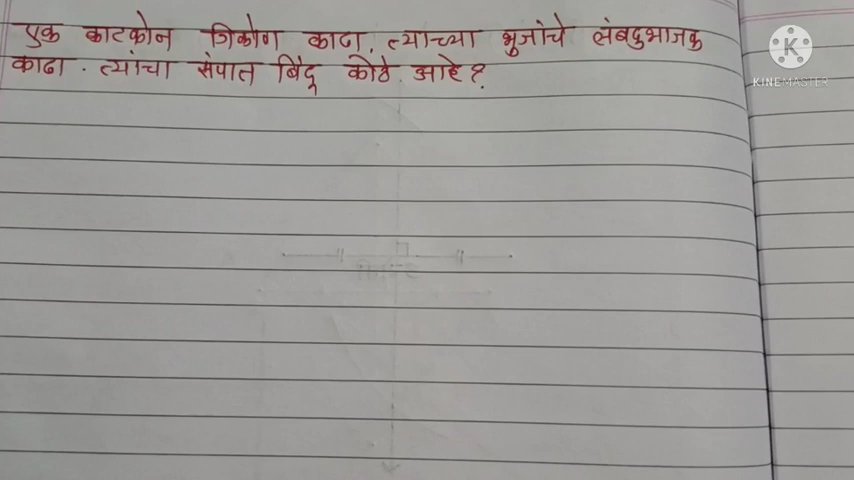 एक काटकोन त्रिकोण काढा. त्याच्या भुजांचे लंबदुभाजक
काढा. त्यांचा संपात बिंदू कोठे आहे?
K
KINEMASTER